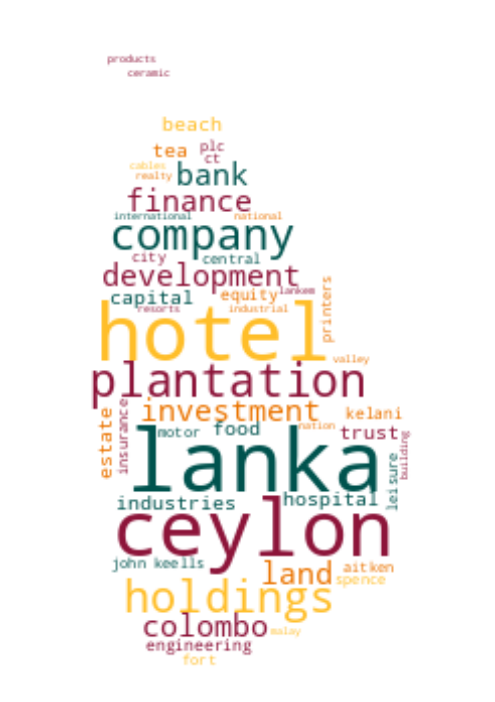 products
ceramic
beach
tea plc
ct
cables
realty bank
finance
international national
company
city central
development
capital equity lankem
resorts industrial
printers
hotel
valley
plantation
investment kelani
estate
insurance
motor food nation trust
building
lanka
leisure
industries hospital
ceylon
john keells land aitken
spence
holdings
colombo malay
engineering
fort